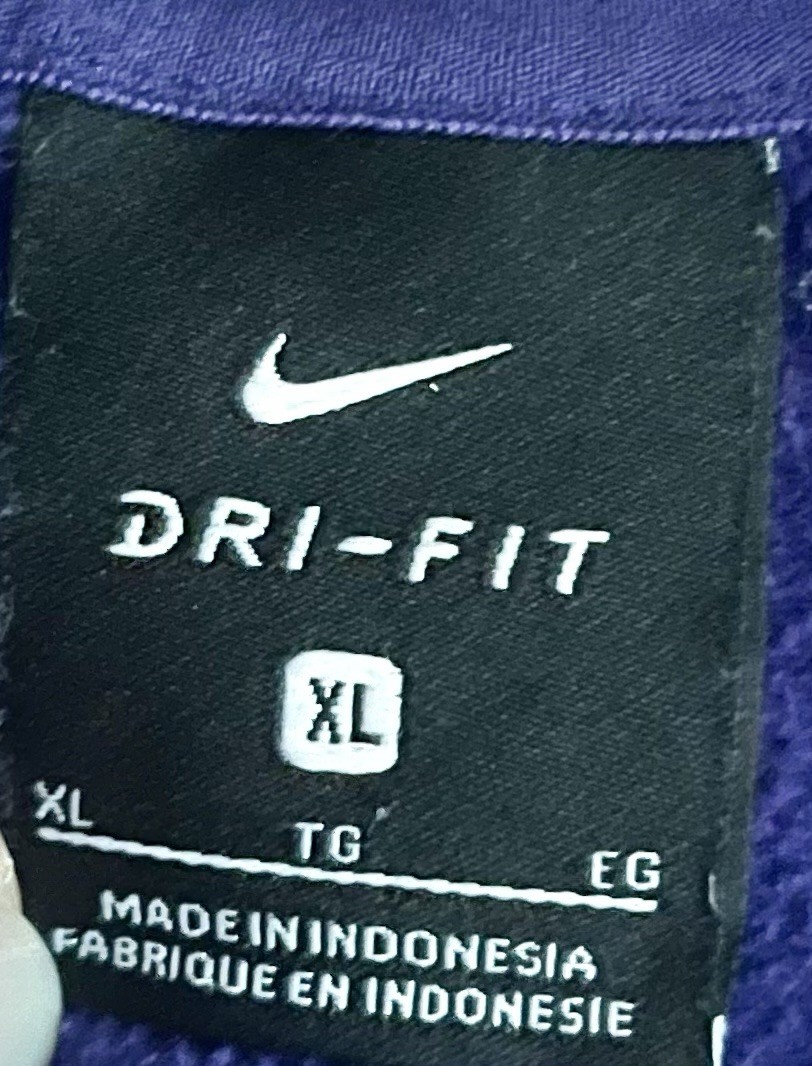 DRI-FIT
XL
XL TG EG
MADE IN INDONESIA
FABRIQUE EN INDONESIE